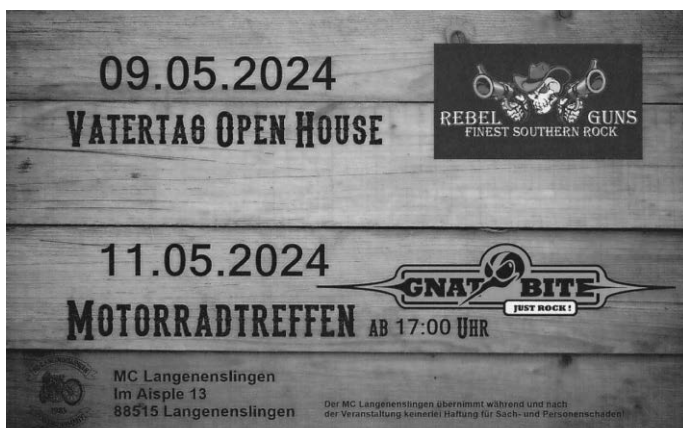 09.05.2024
VATERTAG OPEN HOUSE
REBEL GUNS
FINEST SOUTHERN ROCK
11.05.2024
GNAT BITE
JUST ROCK!
MOTORRADTREFFEN AB 17:00 UHR
MC Langenenslingen
Im Aisple 13
88515 Langenenslingen
Der MC Langenenslingen übernimmt während und nach
der Veranstaltung keinerlei Haftung für Sach- und Personenschäden!